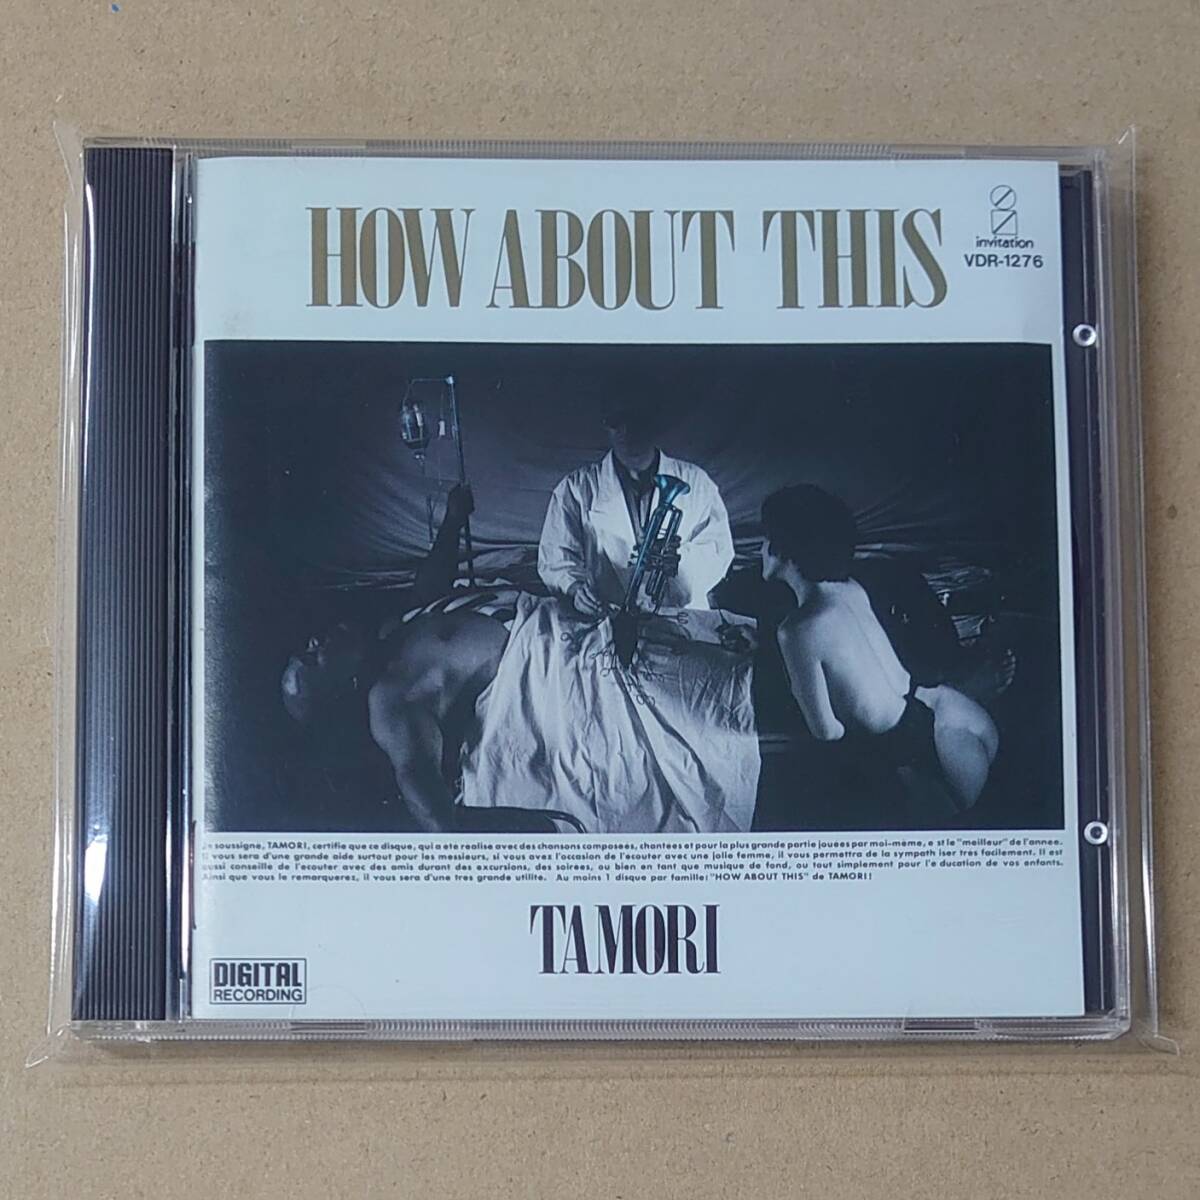 HOW ABOUT THIS
invitation
VDR-1276
Je soussigne, TAMORI, certifie que ce disque, qui a ete realise avec des chansons composées, chantees et pour la plus grande partie jouées par moi-même, e st le "meilleur" de l'annee.
Il vous sera d'une grande aide surtout pour les messieurs, si vous avez l'occasion de l'ecouter avec une jolie femme, il vous permettra de la sympath iser tres facilement. Il est
aussi conseillé de l'ecouter avec des amis durant des excursions, des soirees, ou bien en tant que musique de fond, ou tout simplement pour l'e ducation de vos enfants.
Ainsi que vous le remarquerez, il vous sera d'une tres grande utilite. Au moins 1 disque par famille! "HOW ABOUT THIS" de TAMORI!
TAMORI
DIGITAL
RECORDING